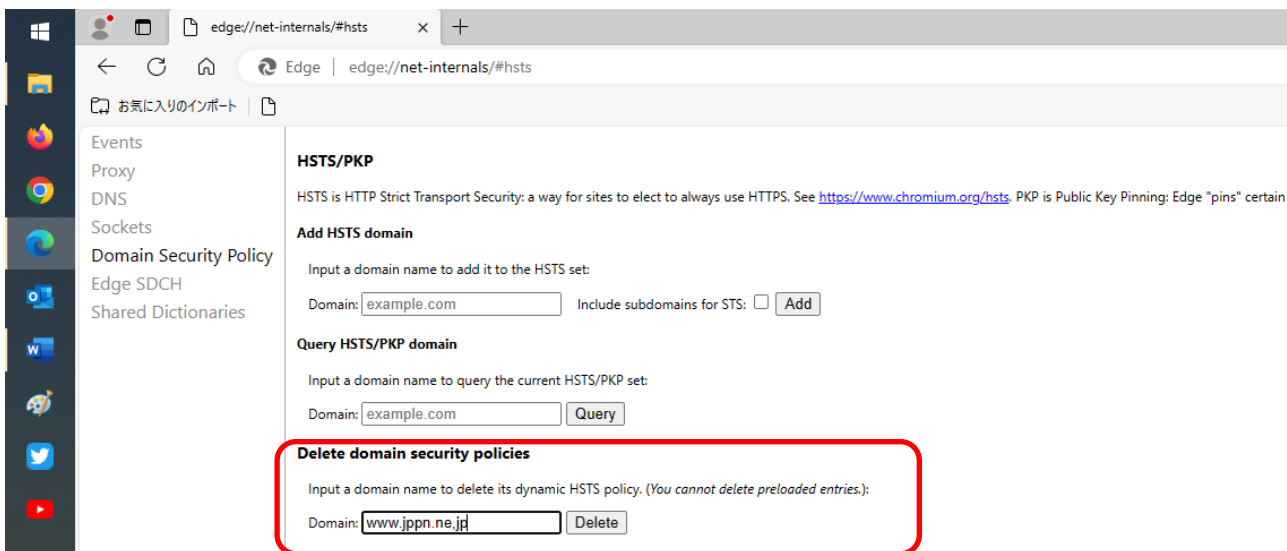 edge://net-internals/#hsts
Edge | edge://net-internals/#hsts
お気に入りのインポート
Events
Proxy
DNS
Sockets
Domain Security Policy
Edge SDCH
Shared Dictionaries
HSTS/PKP
HSTS is HTTP Strict Transport Security: a way for sites to elect to always use HTTPS. See https://www.chromium.org/hsts. PKP is Public Key Pinning: Edge "pins" certain
Add HSTS domain
Input a domain name to add it to the HSTS set:
Domain: example.com Include subdomains for STS: Add
Query HSTS/PKP domain
Input a domain name to query the current HSTS/PKP set:
Domain: example.com Query
Delete domain security policies
Input a domain name to delete its dynamic HSTS policy. (You cannot delete preloaded entries.):
Domain: www.jppn.ne,jp Delete